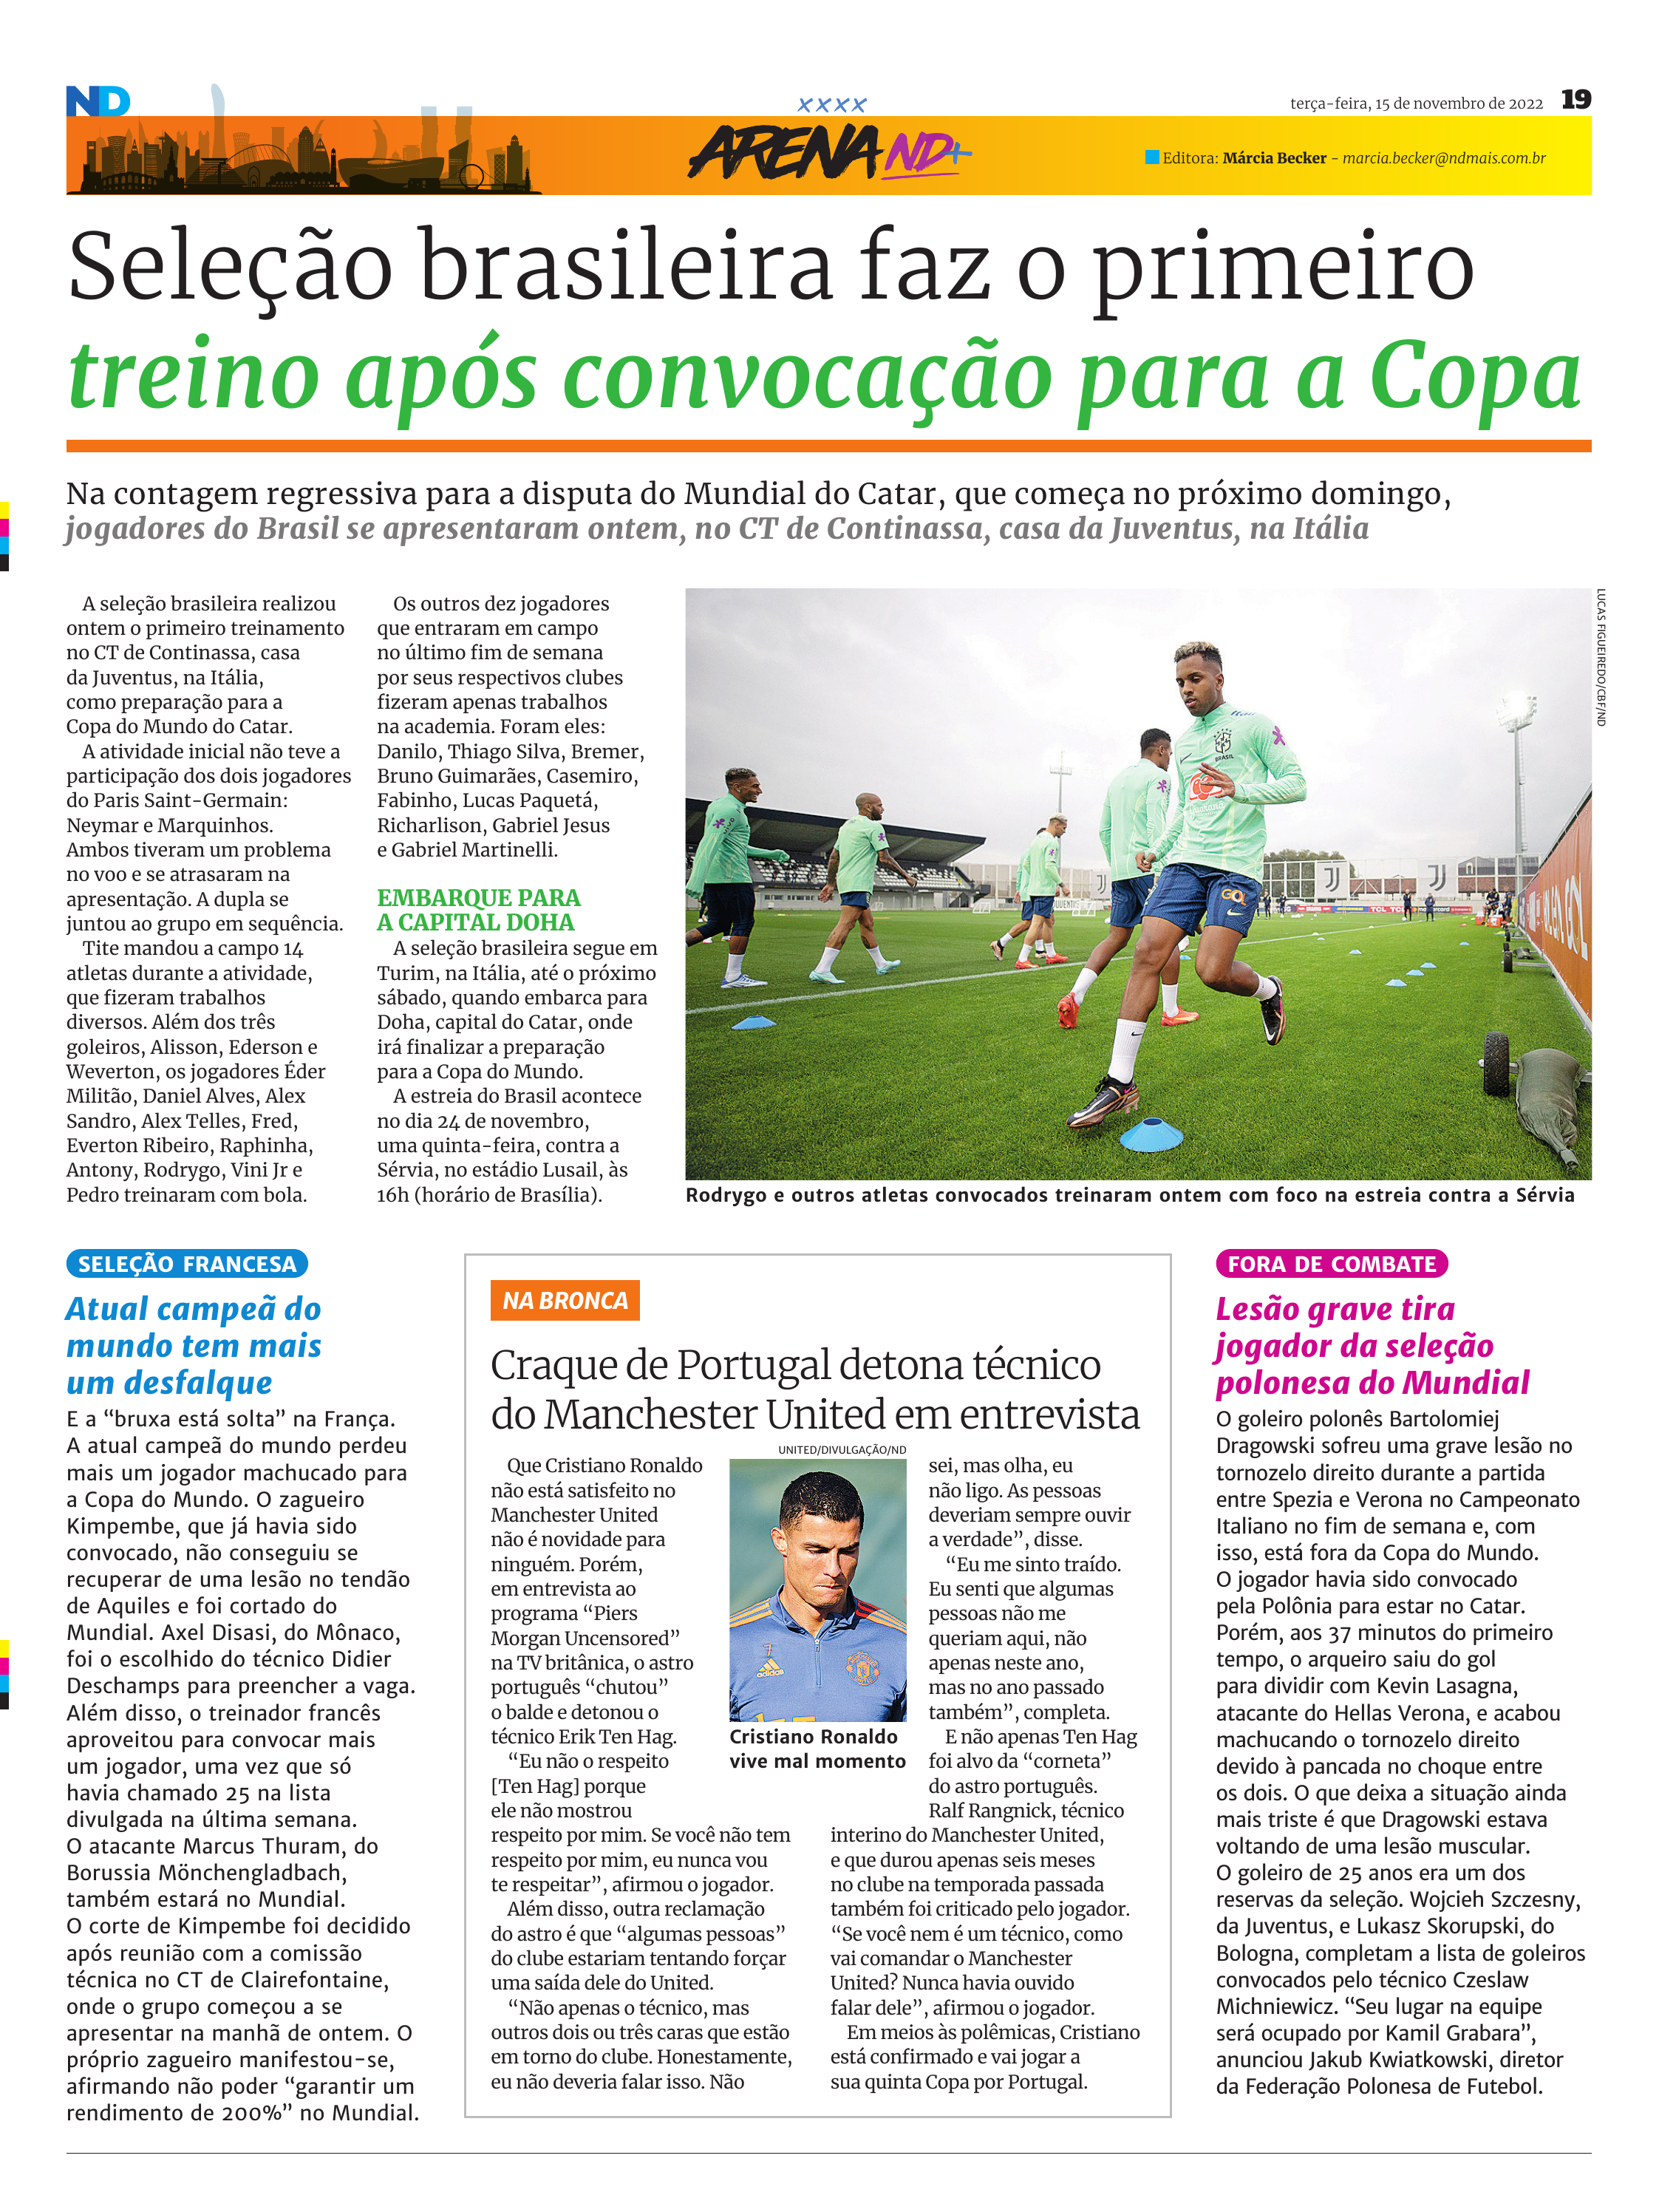 ND
XXXX
ARENA ND+
terça-feira, 15 de novembro de 2022 19
Editora: Márcia Becker - marcia.becker@ndmais.com.br
Seleção brasileira faz o primeiro
treino após convocação para a Copa
Na contagem regressiva para a disputa do Mundial do Catar, que começa no próximo domingo,
jogadores do Brasil se apresentaram ontem, no CT de Continassa, casa da Juventus, na Itália
A seleção brasileira realizou
ontem o primeiro treinamento
no CT de Continassa, casa
da Juventus, na Itália,
como preparação para a
Copa do Mundo do Catar.
A atividade inicial não teve a
participação dos dois jogadores
do Paris Saint-Germain:
Neymar e Marquinhos.
Ambos tiveram um problema
no voo e se atrasaram na
apresentação. A dupla se
juntou ao grupo em sequência.
Tite mandou a campo 14
atletas durante a atividade,
que fizeram trabalhos
diversos. Além dos três
goleiros, Alisson, Ederson e
Weverton, os jogadores Éder
Militão, Daniel Alves, Alex
Sandro, Alex Telles, Fred,
Everton Ribeiro, Raphinha,
Antony, Rodrygo, Vini Jr e
Pedro treinaram com bola.
Os outros dez jogadores
que entraram em campo
no último fim de semana
por seus respectivos clubes
fizeram apenas trabalhos
na academia. Foram eles:
Danilo, Thiago Silva, Bremer,
Bruno Guimarães, Casemiro,
Fabinho, Lucas Paquetá,
Richarlison, Gabriel Jesus
e Gabriel Martinelli.
EMBARQUE PARA
A CAPITAL DOHA
A seleção brasileira segue em
Turim, na Itália, até o próximo
sábado, quando embarca para
Doha, capital do Catar, onde
irá finalizar a preparação
para a Copa do Mundo.
A estreia do Brasil acontece
no dia 24 de novembro,
uma quinta-feira, contra a
Sérvia, no estádio Lusail, às
16h (horário de Brasília).
LUCAS FIGUEIREDO/CBF/ND
BRASIL
GOL
Rodrygo e outros atletas convocados treinaram ontem com foco na estreia contra a Sérvia
SELEÇÃO FRANCESA
Atual campeã do
mundo tem mais
um desfalque
E a “bruxa está solta” na França.
A atual campeã do mundo perdeu
mais um jogador machucado para
a Copa do Mundo. O zagueiro
Kimpembe, que já havia sido
convocado, não conseguiu se
recuperar de uma lesão no tendão
de Aquiles e foi cortado do
Mundial. Axel Disasi, do Mônaco,
foi o escolhido do técnico Didier
Deschamps para preencher a vaga.
Além disso, o treinador francês
aproveitou para convocar mais
um jogador, uma vez que só
havia chamado 25 na lista
divulgada na última semana.
O atacante Marcus Thuram, do
Borussia Mönchengladbach,
também estará no Mundial.
O corte de Kimpembe foi decidido
após reunião com a comissão
técnica no CT de Clairefontaine,
onde o grupo começou a se
apresentar na manhã de ontem. O
próprio zagueiro manifestou-se,
afirmando não poder “garantir um
rendimento de 200%” no Mundial.
NA BRONCA
Craque de Portugal detona técnico
do Manchester United em entrevista
Que Cristiano Ronaldo
não está satisfeito no
Manchester United
não é novidade para
ninguém. Porém,
em entrevista ao
programa “Piers
Morgan Uncensored”
na TV britânica, o astro
português “chutou”
o balde e detonou o
técnico Erik Ten Hag.
“Eu não o respeito
[Ten Hag] porque
ele não mostrou
respeito por mim. Se você não tem
respeito por mim, eu nunca vou
te respeitar”, afirmou o jogador.
Além disso, outra reclamação
do astro é que “algumas pessoas”
do clube estariam tentando forçar
uma saída dele do United.
“Não apenas o técnico, mas
outros dois ou três caras que estão
em torno do clube. Honestamente,
eu não deveria falar isso. Não
UNITED/DIVULGAÇÃO/ND
7
Cristiano Ronaldo
vive mal momento
sei, mas olha, eu
não ligo. As pessoas
deveriam sempre ouvir
a verdade”, disse.
“Eu me sinto traído.
Eu senti que algumas
pessoas não me
queriam aqui, não
apenas neste ano,
mas no ano passado
também”, completa.
E não apenas Ten Hag
foi alvo da “corneta”
do astro português.
Ralf Rangnick, técnico
interino do Manchester United,
e que durou apenas seis meses
no clube na temporada passada
também foi criticado pelo jogador.
“Se você nem é um técnico, como
vai comandar o Manchester
United? Nunca havia ouvido
falar dele”, afirmou o jogador.
Em meios às polêmicas, Cristiano
está confirmado e vai jogar a
sua quinta Copa por Portugal.
FORA DE COMBATE
Lesão grave tira
jogador da seleção
polonesa do Mundial
O goleiro polonês Bartolomiej
Dragowski sofreu uma grave lesão no
tornozelo direito durante a partida
entre Spezia e Verona no Campeonato
Italiano no fim de semana e, com
isso, está fora da Copa do Mundo.
O jogador havia sido convocado
pela Polônia para estar no Catar.
Porém, aos 37 minutos do primeiro
tempo, o arqueiro saiu do gol
para dividir com Kevin Lasagna,
atacante do Hellas Verona, e acabou
machucando o tornozelo direito
devido à pancada no choque entre
os dois. O que deixa a situação ainda
mais triste é que Dragowski estava
voltando de uma lesão muscular.
O goleiro de 25 anos era um dos
reservas da seleção. Wojcieh Szczesny,
da Juventus, e Lukasz Skorupski, do
Bologna, completam a lista de goleiros
convocados pelo técnico Czeslaw
Michniewicz. “Seu lugar na equipe
será ocupado por Kamil Grabara”,
anunciou Jakub Kwiatkowski, diretor
da Federação Polonesa de Futebol.